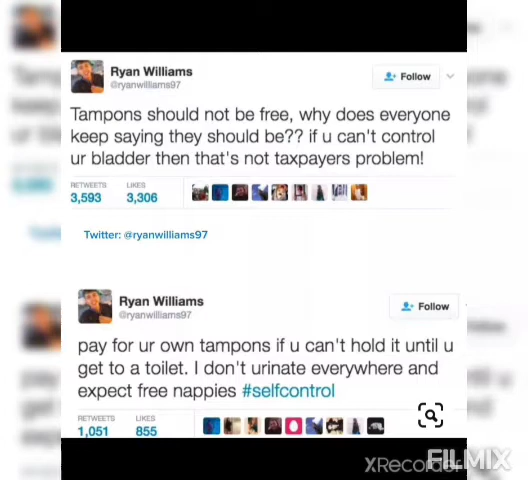 Ryan Williams
@ryanwilliams97
Follow
Tampons should not be free, why does everyone
keep saying they should be?? if u can't control
ur bladder then that's not taxpayers problem!
RETWEETS LIKES
3,593 3,306
Twitter: @ryanwilliams97
Ryan Williams
@ryanwilliams97
Follow
pay for ur own tampons if u can't hold it until u
get to a toilet. I don't urinate everywhere and
expect free nappies #selfcontrol
RETWEETS LIKES
1,051 855
XRecorder
FILMIX